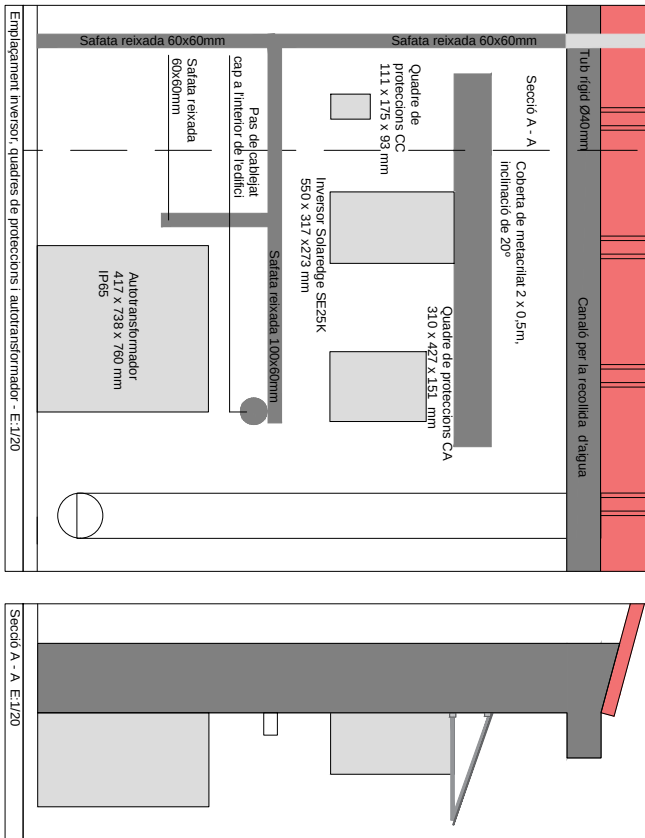 Tub rígid Ø40mm
Canaló per la recollida d'aigua
Safata reixada 60x60mm
Safata reixada 60x60mm
Secció A - A
Coberta de metacrilat 2 x 0,5m,
inclinació de 20º
Quadre de
proteccions CC
111 x 175 x 93 mm
Quadre de proteccions CA
310 x 427 x 151 mm
Inversor Solaredge SE25K
550 x 317 x273 mm
Safata reixada 100x60mm
Pas de cablejat
cap a l'interior de l'edifici
Safata reixada
60x60mm
Autotransformador
417 x 738 x 760 mm
IP65
Emplaçament inversor, quadres de proteccions i autotransformador - E:1/20
Secció A - A E:1/20